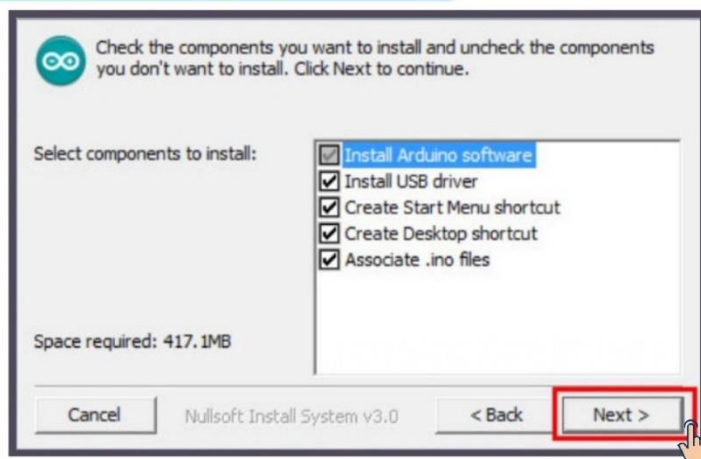 Check the components you want to install and uncheck the components
you don't want to install. Click Next to continue.
Select components to install:
Install Arduino software
Install USB driver
Create Start Menu shortcut
Create Desktop shortcut
Associate .ino files
Space required: 417.1MB
Cancel
Nullsoft Install System v3.0
< Back
Next >